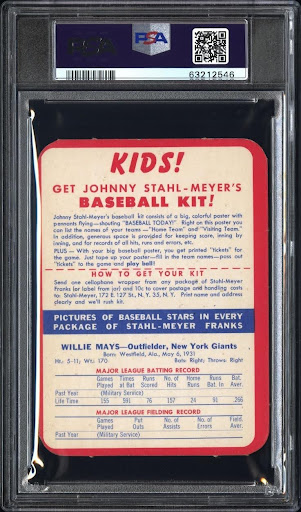 PSA
63212546
KIDS!
GET JOHNNY STAHL-MEYER'S
BASEBALL KIT!
Johnny Stahl-Meyer's baseball kit consists of a big, colorful poster with
pennants flying—shouting "BASEBALL TODAY!" Right on this poster you
can list the names of your teams—"Home Team" and "Visiting Team."
In addition, generous space is provided for keeping score, inning by
inning, and for records of all hits, runs and errors, etc.
PLUS — With your big baseball poster, you get printed "tickets" for
the game. Just tape up your poster—fill in the team names—pass out
"tickets" to the game and play ball!
HOW TO GET YOUR KIT
Send one cellophane wrapper from any package of Stahl-Meyer
Franks (or label from ) and 10c to cover postage and handling costs
to: Stahl-Meyer, 172 E. 127 St., N.Y. 35, N.Y. Print name and address
clearly and we'll rush kit.
PICTURES OF BASEBALL STARS IN EVERY
PACKAGE OF STAHL-MEYER FRANKS
WILLIE MAYS—Outfielder, New York Giants
Born: Westfield, Ala., May 6, 1931
Ht.: 5-11; Wt.: 170 Bats: Right; Throws: Right
MAJOR LEAGUE BATTING RECORD
Games Times Runs No. of Home Runs Bat.
Played at Bat Scored Hits Runs Bat. In Aver.
Past Year (Military Service)
Life Time 155 591 76 157 24 91 .266
MAJOR LEAGUE FIELDING RECORD
Games Put No. of No. of Field.
Played Outs Assists Errors Aver.
Past Year (Military Service)